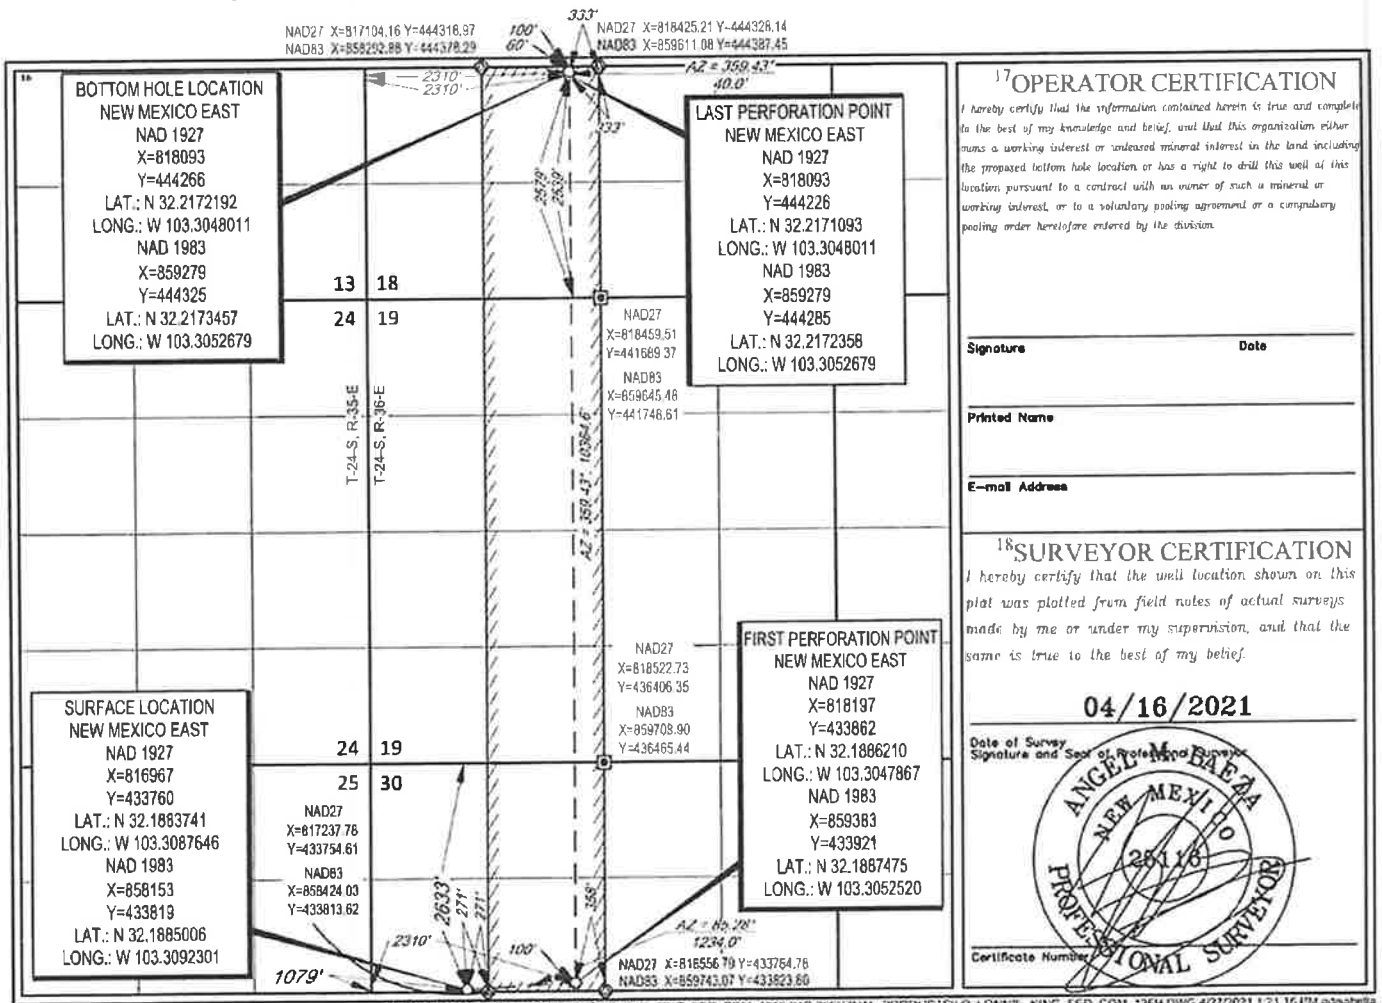 NAD27 X=817104.16 Y=444318.97
NAD83 X=858292.88 Y=444378.29
333'
100'
60'
NAD27 X=818425.21 Y=444328.14
NAD83 X=859611.08 Y=444387.45
16
2310'
2310'
AZ = 359.43°
40.0'
333'
BOTTOM HOLE LOCATION
NEW MEXICO EAST
NAD 1927
X=818093
Y=444266
LAT.: N 32.2172192
LONG.: W 103.3048011
NAD 1983
X=859279
Y=444325
LAT.: N 32.2173457
LONG.: W 103.3052679
LAST PERFORATION POINT
NEW MEXICO EAST
NAD 1927
X=818093
Y=444226
LAT.: N 32.2171093
LONG.: W 103.3048011
NAD 1983
X=859279
Y=444285
LAT.: N 32.2172358
LONG.: W 103.3052679
2579'
2539'
13 18
24 19
NAD27
X=818459.51
Y=441689.37
NAD83
X=859645.48
Y=441748.61
T-24-S, R-35-E
T-24-S, R-36-E
AZ = 359.43°, 10364.6'
NAD27
X=818522.73
Y=436406.35
NAD83
X=859708.90
Y=436465.44
24 19
25 30
FIRST PERFORATION POINT
NEW MEXICO EAST
NAD 1927
X=818197
Y=433862
LAT.: N 32.1886210
LONG.: W 103.3047867
NAD 1983
X=859383
Y=433921
LAT.: N 32.1887475
LONG.: W 103.3052520
SURFACE LOCATION
NEW MEXICO EAST
NAD 1927
X=816967
Y=433760
LAT.: N 32.1883741
LONG.: W 103.3087646
NAD 1983
X=858153
Y=433819
LAT.: N 32.1885006
LONG.: W 103.3092301
NAD27
X=817237.78
Y=433754.61
NAD83
X=858424.03
Y=433813.62
2633'
271'
271'
358'
2310'
100'
1079'
AZ = 85.28°
1234.0'
NAD27 X=818556.79 Y=433764.78
NAD83 X=859743.07 Y=433823.80
17OPERATOR CERTIFICATION
I hereby certify that the information contained herein is true and complete
to the best of my knowledge and belief, and that this organization either
owns a working interest or unleased mineral interest in the land including
the proposed bottom hole location or has a right to drill this well at this
location pursuant to a contract with an owner of such a mineral or
working interest, or to a voluntary pooling agreement or a compulsory
pooling order heretofore entered by the division.
Signature Date
Printed Name
E-mail Address
18SURVEYOR CERTIFICATION
I hereby certify that the well location shown on this
plat was plotted from field notes of actual surveys
made by me or under my supervision, and that the
same is true to the best of my belief.
04/16/2021
Date of Survey
Signature and Seal of Professional Surveyor
ANGEL M. BAEZA
NEW MEXICO
25116
PROFESSIONAL SURVEYOR
Certificate Number